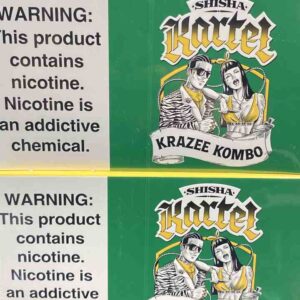 WARNING:
This product
contains
nicotine.
Nicotine is
an addictive
chemical.
SHISHA
Kartel
KRAZEE KOMBO
WARNING:
This product
contains
nicotine.
Nicotine is
an addictive
SHISHA
Kartel